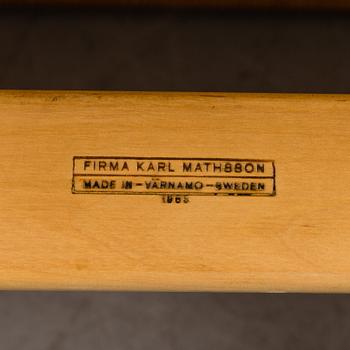 FIRMA KARL MATHSSON
MADE IN-VÄRNAMO-SWEDEN
1965